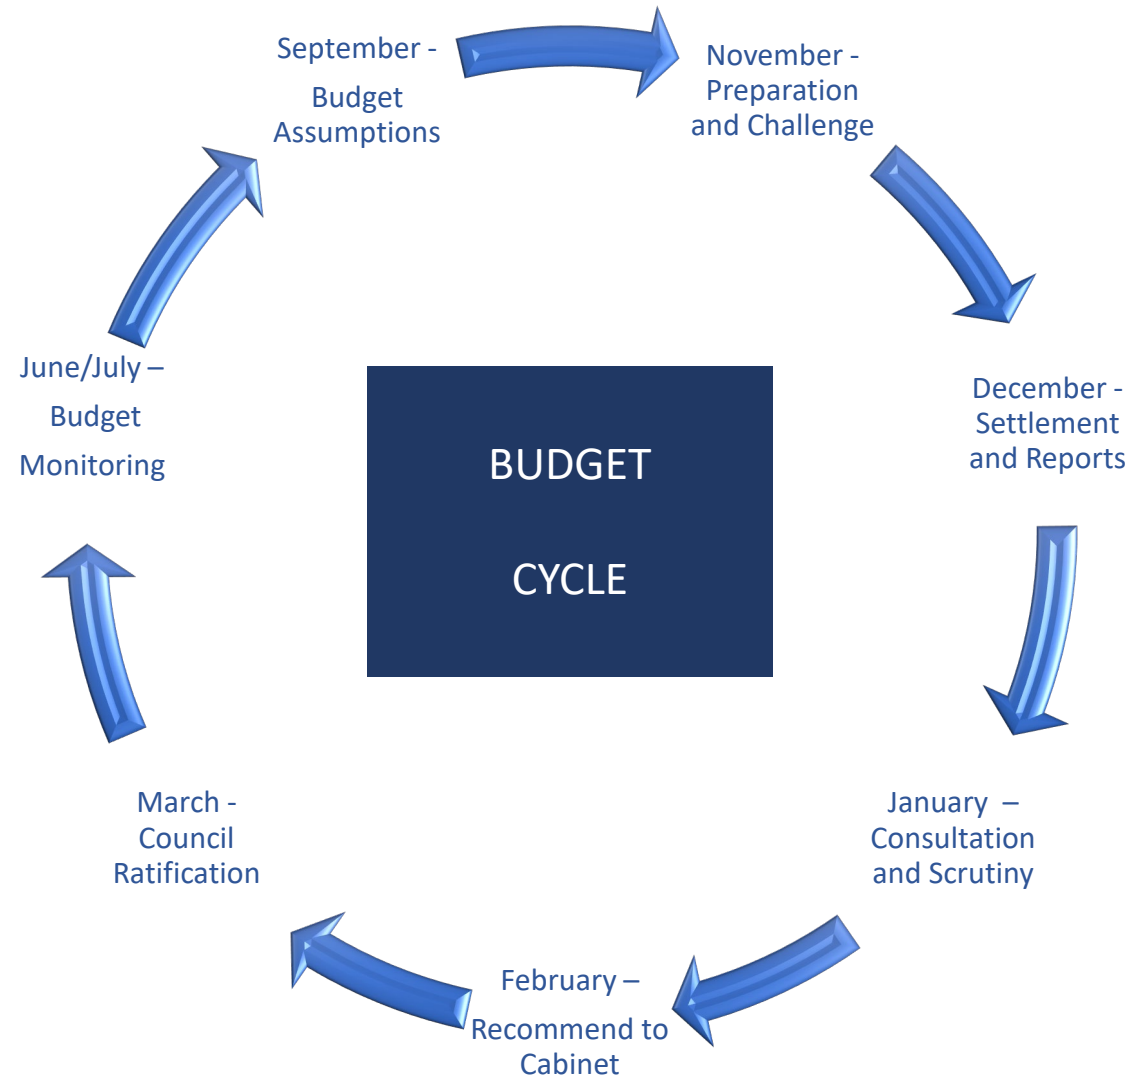 September -
Budget
Assumptions
November -
Preparation
and Challenge
December -
Settlement
and Reports
January  –
Consultation
and Scrutiny
February –
Recommend to
Cabinet
March -
Council
Ratification
June/July –
Budget
Monitoring
BUDGET
CYCLE